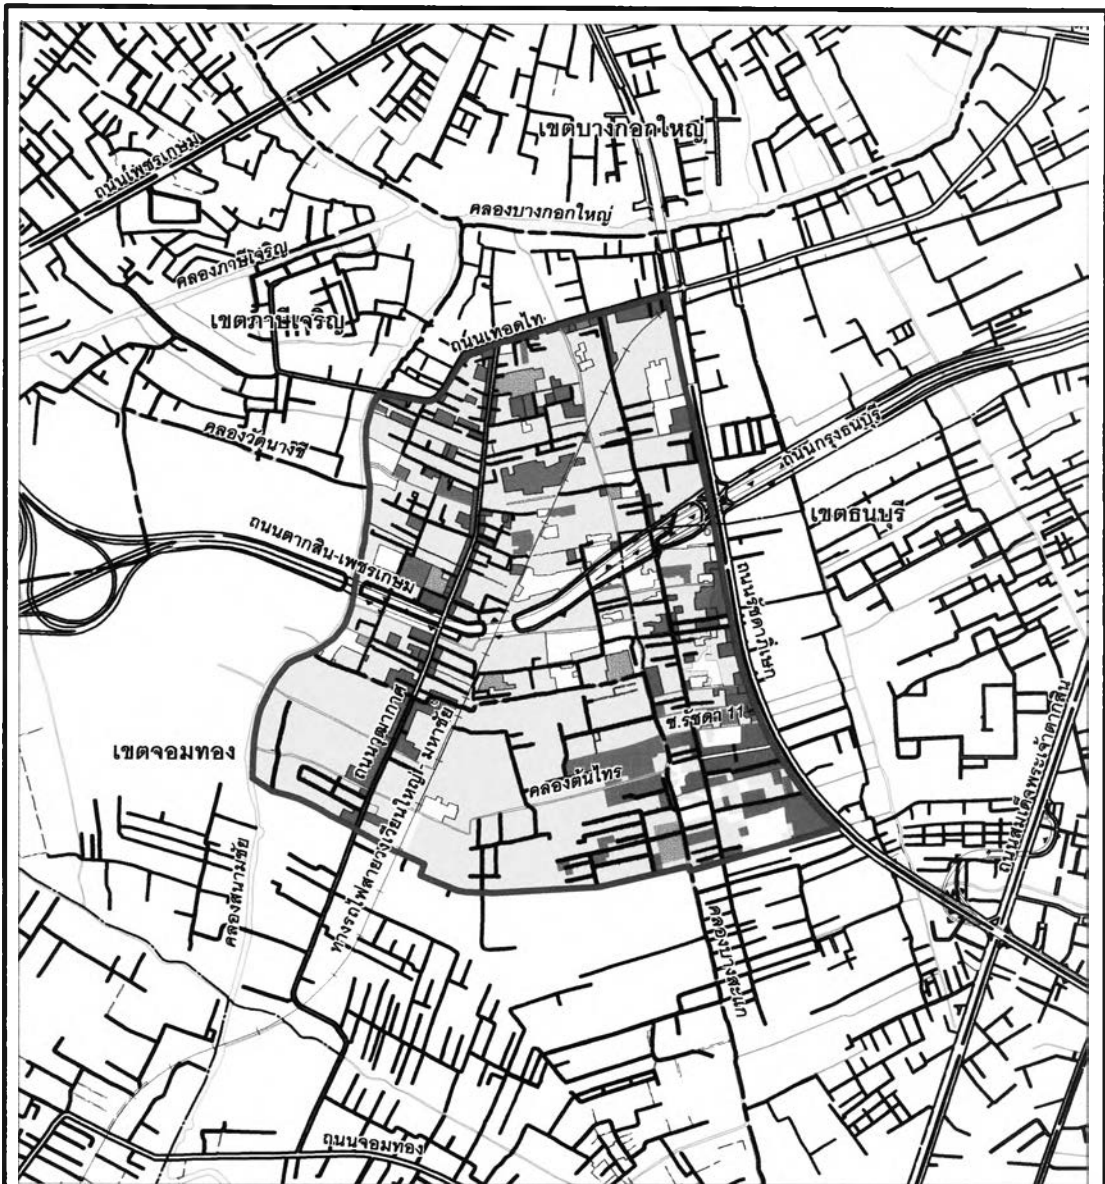 เขตบางกอกใหญ่
ถนนเพชรเกษม
คลองบางกอกใหญ่
คลองภาษีเจริญ
เขตภาษีเจริญ
ถนนเทอดไท
คลองวัดนางชี
ถนนกรุงธนบุรี
เขตธนบุรี
ถนนตากสิน-เพชรเกษม
ถนนรัชดาภิเษก
ซ.รัชดา 11
ถนนวุฒากาศ
เขตจอมทอง
คลองต้นไทร
ถนนสมเด็จพระเจ้าตากสิน
ทางรถไฟสายวงเวียนใหญ่ - มหาชัย
คลองสนามชัย
คลองบางสะแก
ถนนจอมทอง